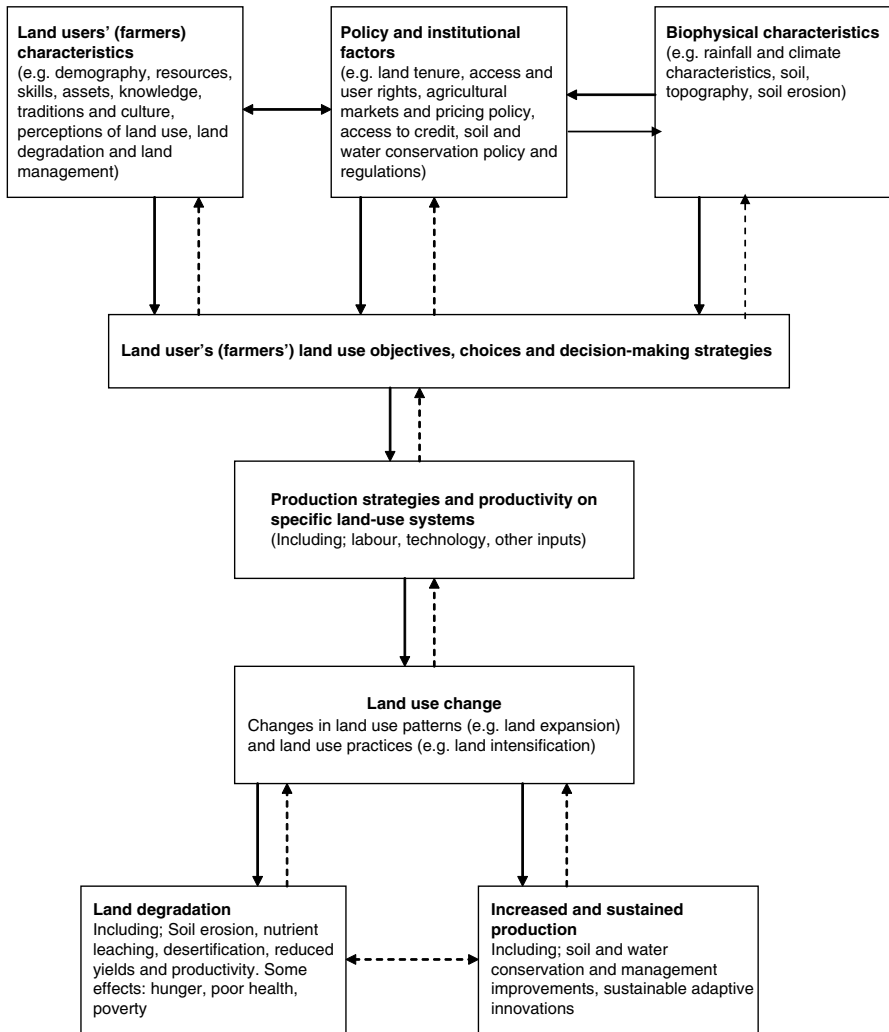 Land users' (farmers)
characteristics
(e.g. demography, resources,
skills, assets, knowledge,
traditions and culture,
perceptions of land use, land
degradation and land
management)
Policy and institutional
factors
(e.g. land tenure, access and
user rights, agricultural
markets and pricing policy,
access to credit, soil and
water conservation policy and
regulations)
Biophysical characteristics
(e.g. rainfall and climate
characteristics, soil,
topography, soil erosion)
Land user's (farmers') land use objectives, choices and decision-making strategies
Production strategies and productivity on
specific land-use systems
(Including; labour, technology, other inputs)
Land use change
Changes in land use patterns (e.g. land expansion)
and land use practices (e.g. land intensification)
Land degradation
Including; Soil erosion, nutrient
leaching, desertification, reduced
yields and productivity. Some
effects: hunger, poor health,
poverty
Increased and sustained
production
Including; soil and water
conservation and management
improvements, sustainable adaptive
innovations